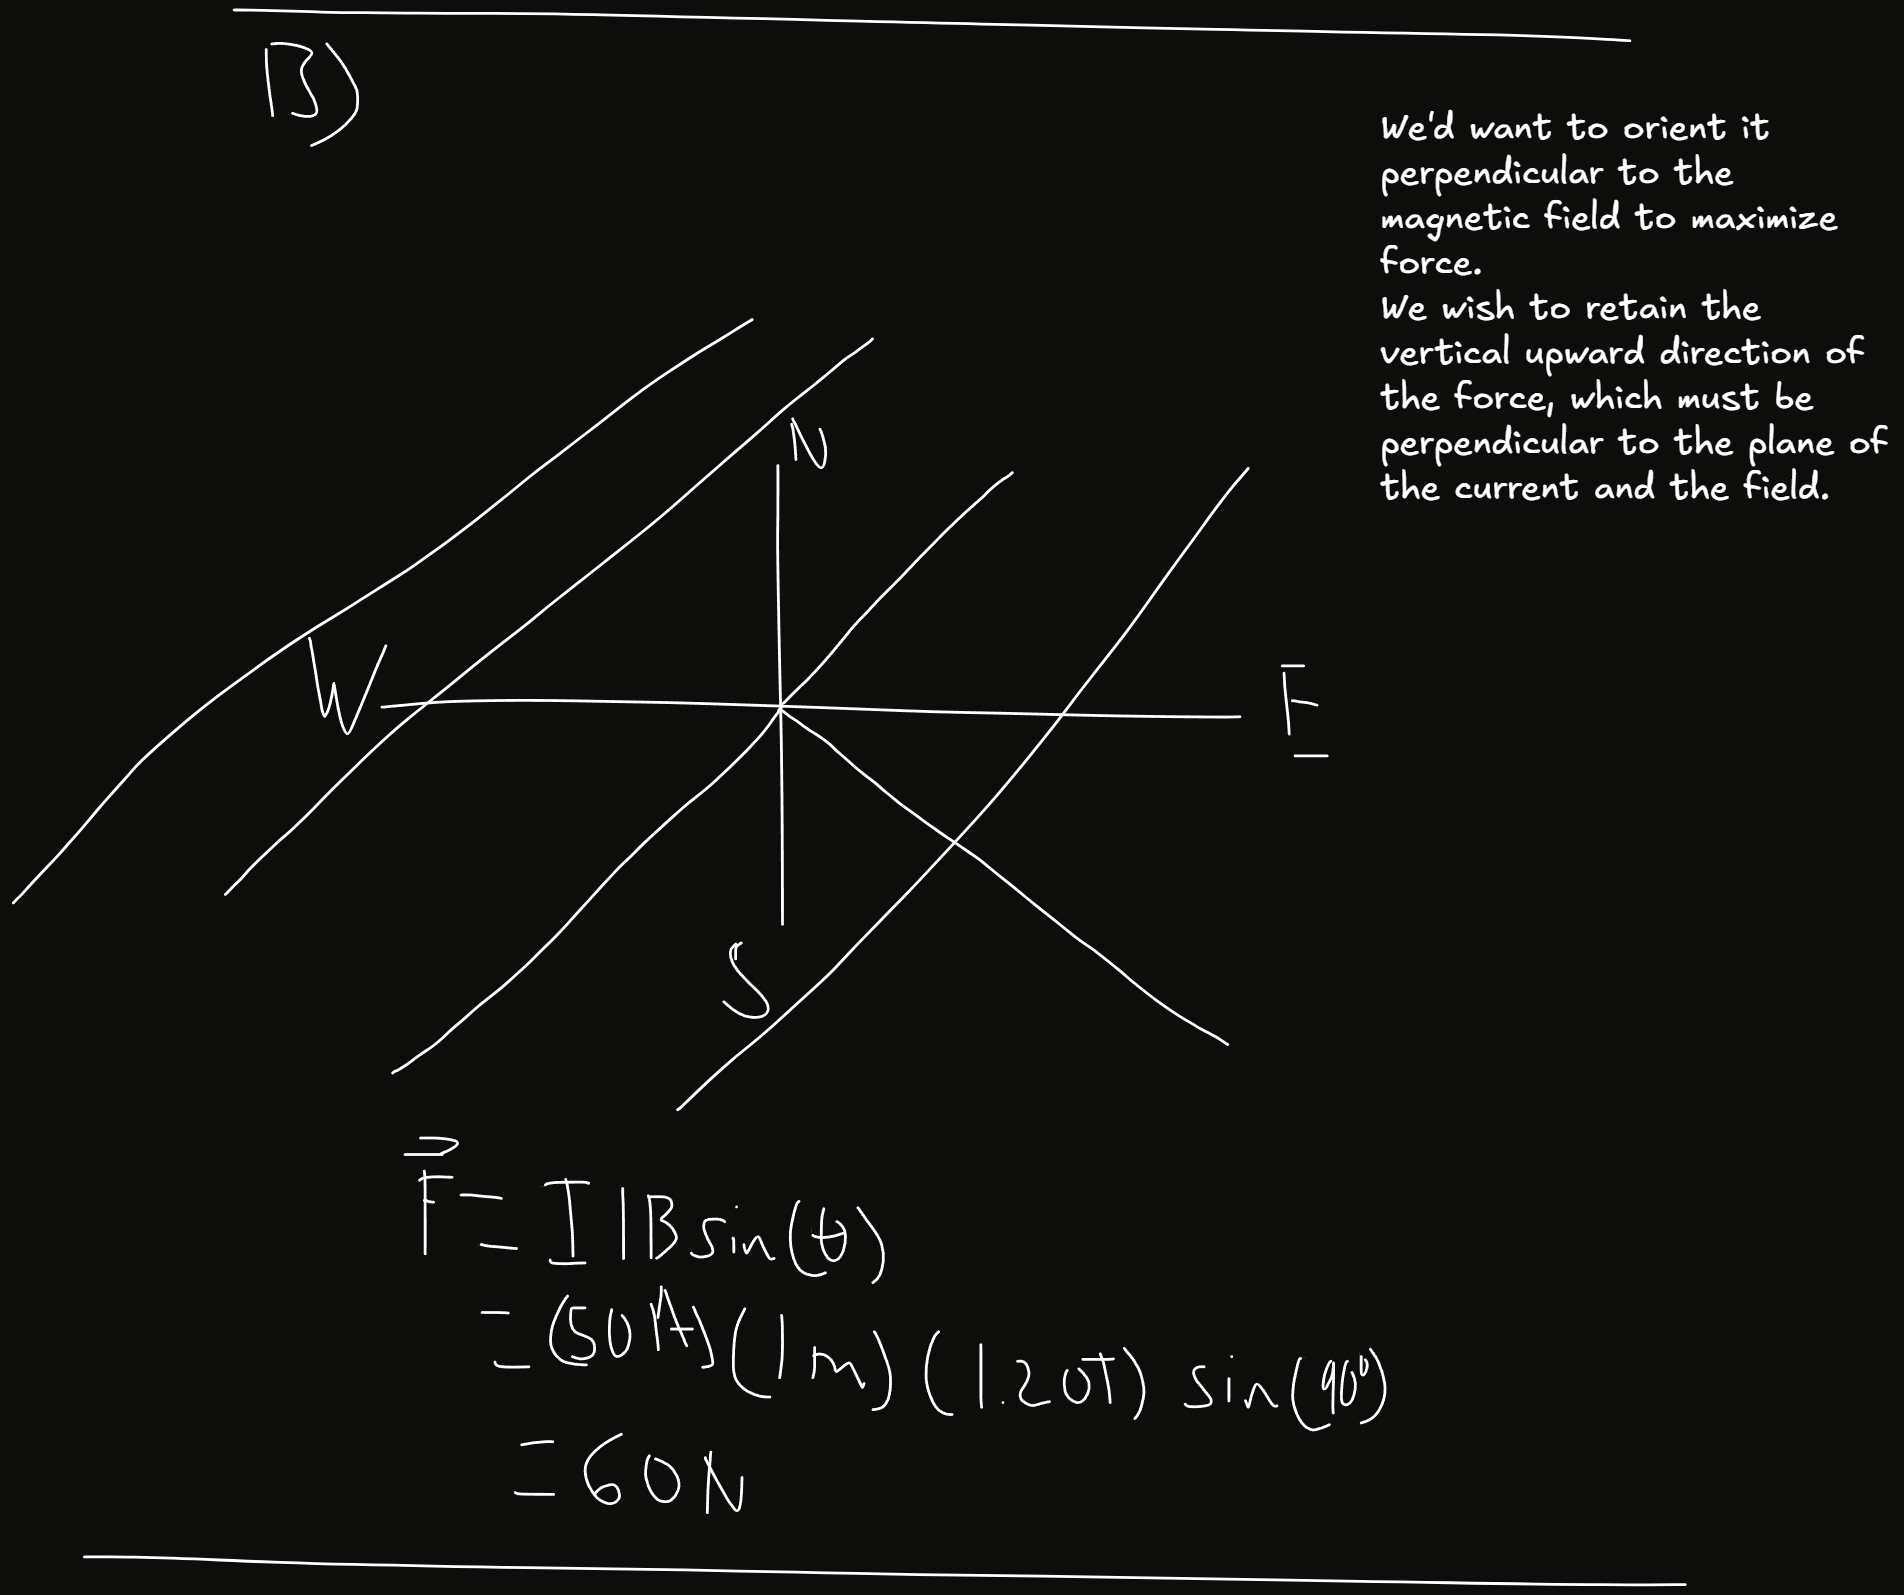 B)
We'd want to orient it
perpendicular to the
magnetic field to maximize
force.
We wish to retain the
vertical upward direction of
the force, which must be
perpendicular to the plane of
the current and the field.
N
W
E
S
F⃗ = I l B sin(θ)
= (50A)(1m)(1.20T) sin(90°)
= 60N